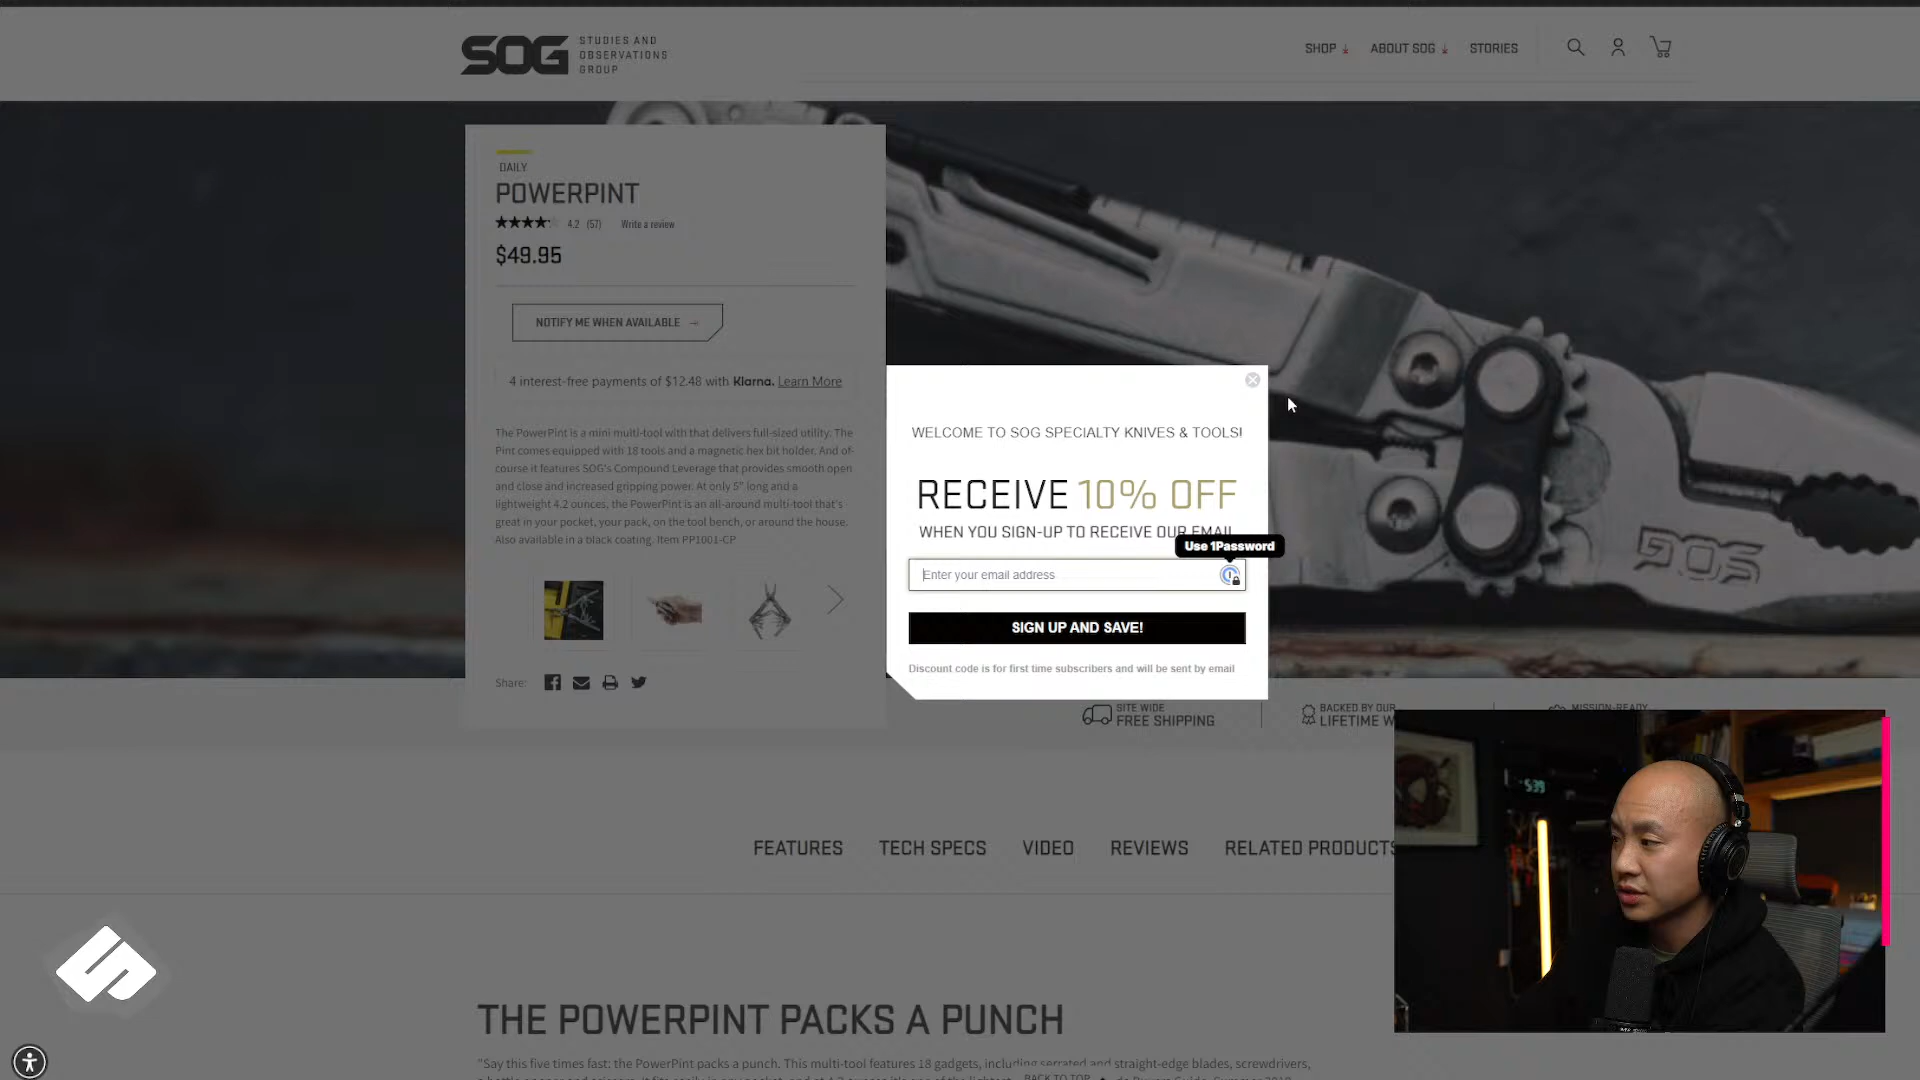 SOG
STUDIES AND
OBSERVATIONS
GROUP
SHOP
ABOUT SOG
STORIES
DAILY
POWERPINT
4.2 (57) Write a review
$49.95
NOTIFY ME WHEN AVAILABLE →
4 interest-free payments of $12.48 with Klarna. Learn More
The PowerPint is a mini multi-tool with that delivers full-sized utility. The
Pint comes equipped with 18 tools and a magnetic hex bit holder. And of-
course it features SOG's Compound Leverage that provides smooth open
and close and increased gripping power. At only 5" long and a
lightweight 4.2 ounces, the PowerPint is an all-around multi-tool that's
great in your pocket, your pack, on the tool bench, or around the house.
Also available in a black coating. Item PP1001-CP
Share:
WELCOME TO SOG SPECIALTY KNIVES & TOOLS!
RECEIVE 10% OFF
WHEN YOU SIGN-UP TO RECEIVE OUR EMAIL
Use 1Password
Enter your email address
SIGN UP AND SAVE!
Discount code is for first time subscribers and will be sent by email
SOG
SITE WIDE
FREE SHIPPING
BACKED BY OUR
LIFETIME W
MISSION-READY
5:39
FEATURES
TECH SPECS
VIDEO
REVIEWS
RELATED PRODUCTS
THE POWERPINT PACKS A PUNCH
"Say this five times fast: the PowerPint packs a punch. This multi-tool features 18 gadgets, including serrated and straight-edge blades, screwdrivers,
BACK TO TOP